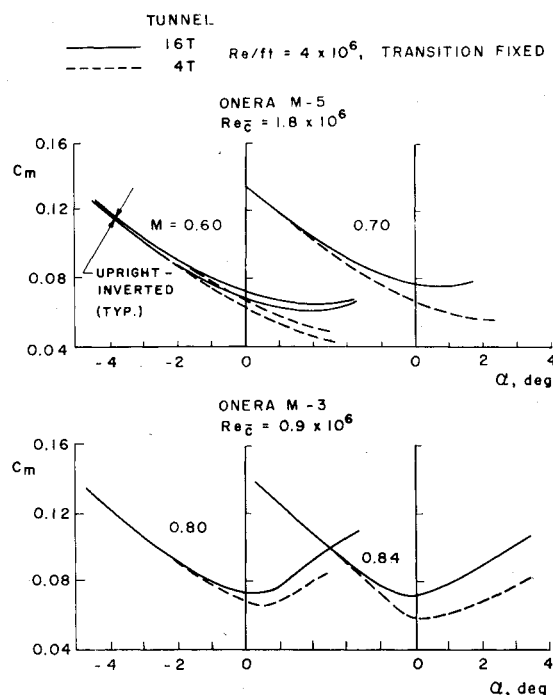 TUNNEL
16T
4T
Re/ft = 4 x 10⁶, TRANSITION FIXED
ONERA M-5
Re_c̄ = 1.8 x 10⁶
0.16
Cm
0.12
0.08
0.04
M = 0.60
0.70
UPRIGHT-
INVERTED
(TYP.)
-4 -2 0 0 2 4
α, deg
ONERA M-3
Re_c̄ = 0.9 x 10⁶
0.16
Cm
0.12
0.08
0.04
0.80
0.84
-4 -2 0 0 2 4
α, deg